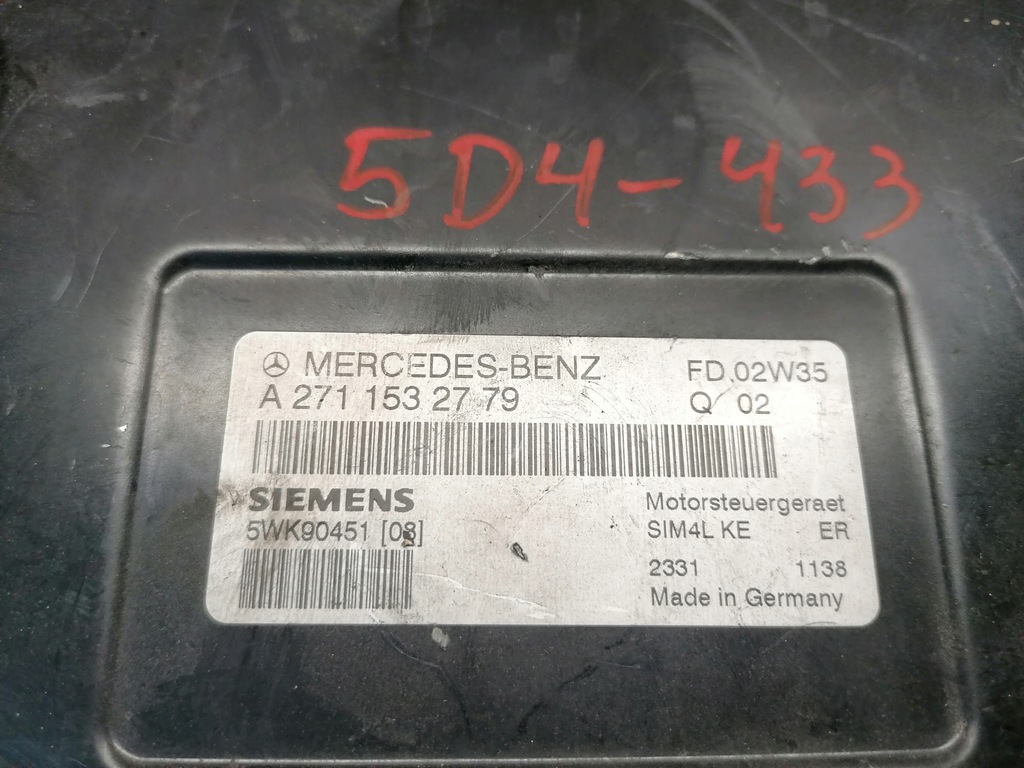 5D4-433
MERCEDES-BENZ FD.02W35
A 271 153 27 79 Q 02
SIEMENS Motorsteuergeraet
5WK90451 [08] SIM4L KE ER
2331 1138
Made in Germany